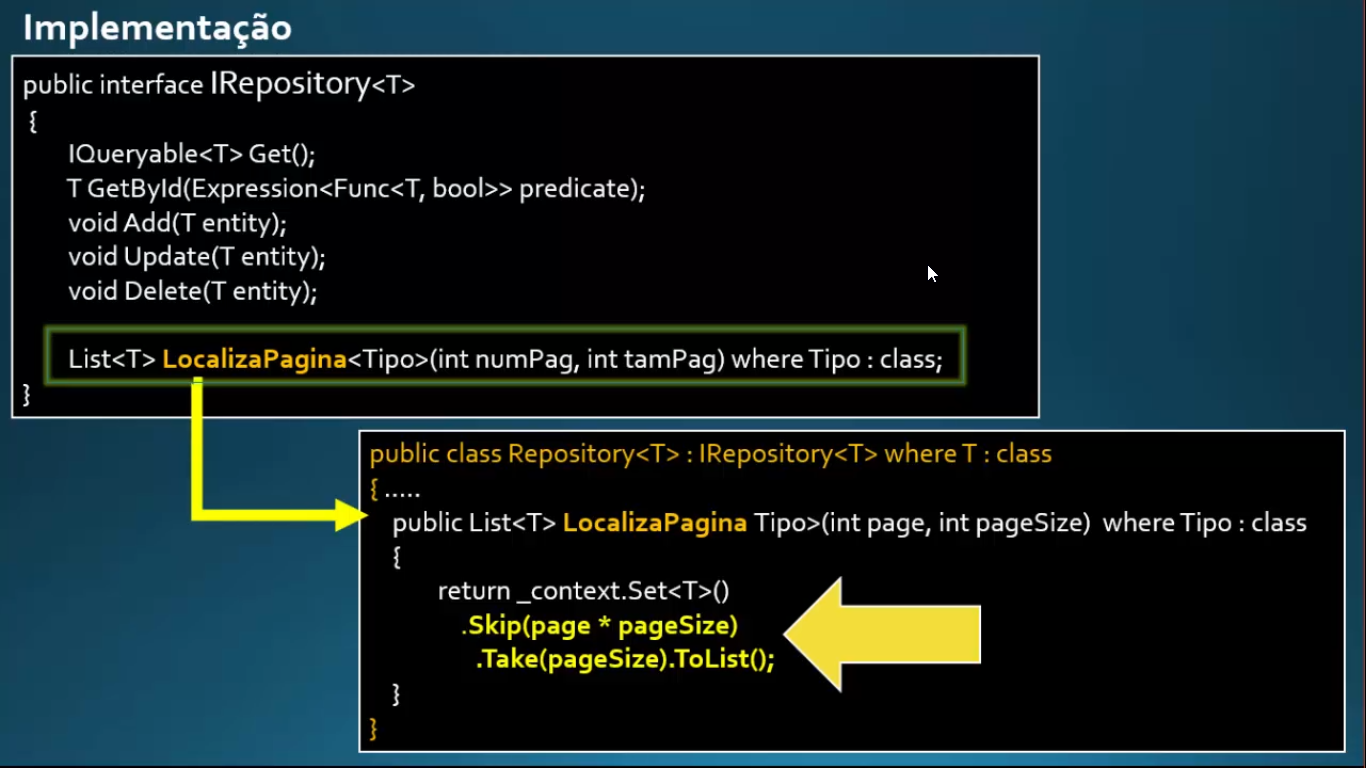 Implementação
public interface IRepository<T>
{
IQueryable<T> Get();
T GetById(Expression<Func<T, bool>> predicate);
void Add(T entity);
void Update(T entity);
void Delete(T entity);
List<T> LocalizaPagina<Tipo>(int numPag, int tamPag) where Tipo : class;
}
public class Repository<T> : IRepository<T> where T : class
{ .....
public List<T> LocalizaPagina Tipo>(int page, int pageSize) where Tipo : class
{
return _context.Set<T>()
.Skip(page * pageSize)
.Take(pageSize).ToList();
}
}